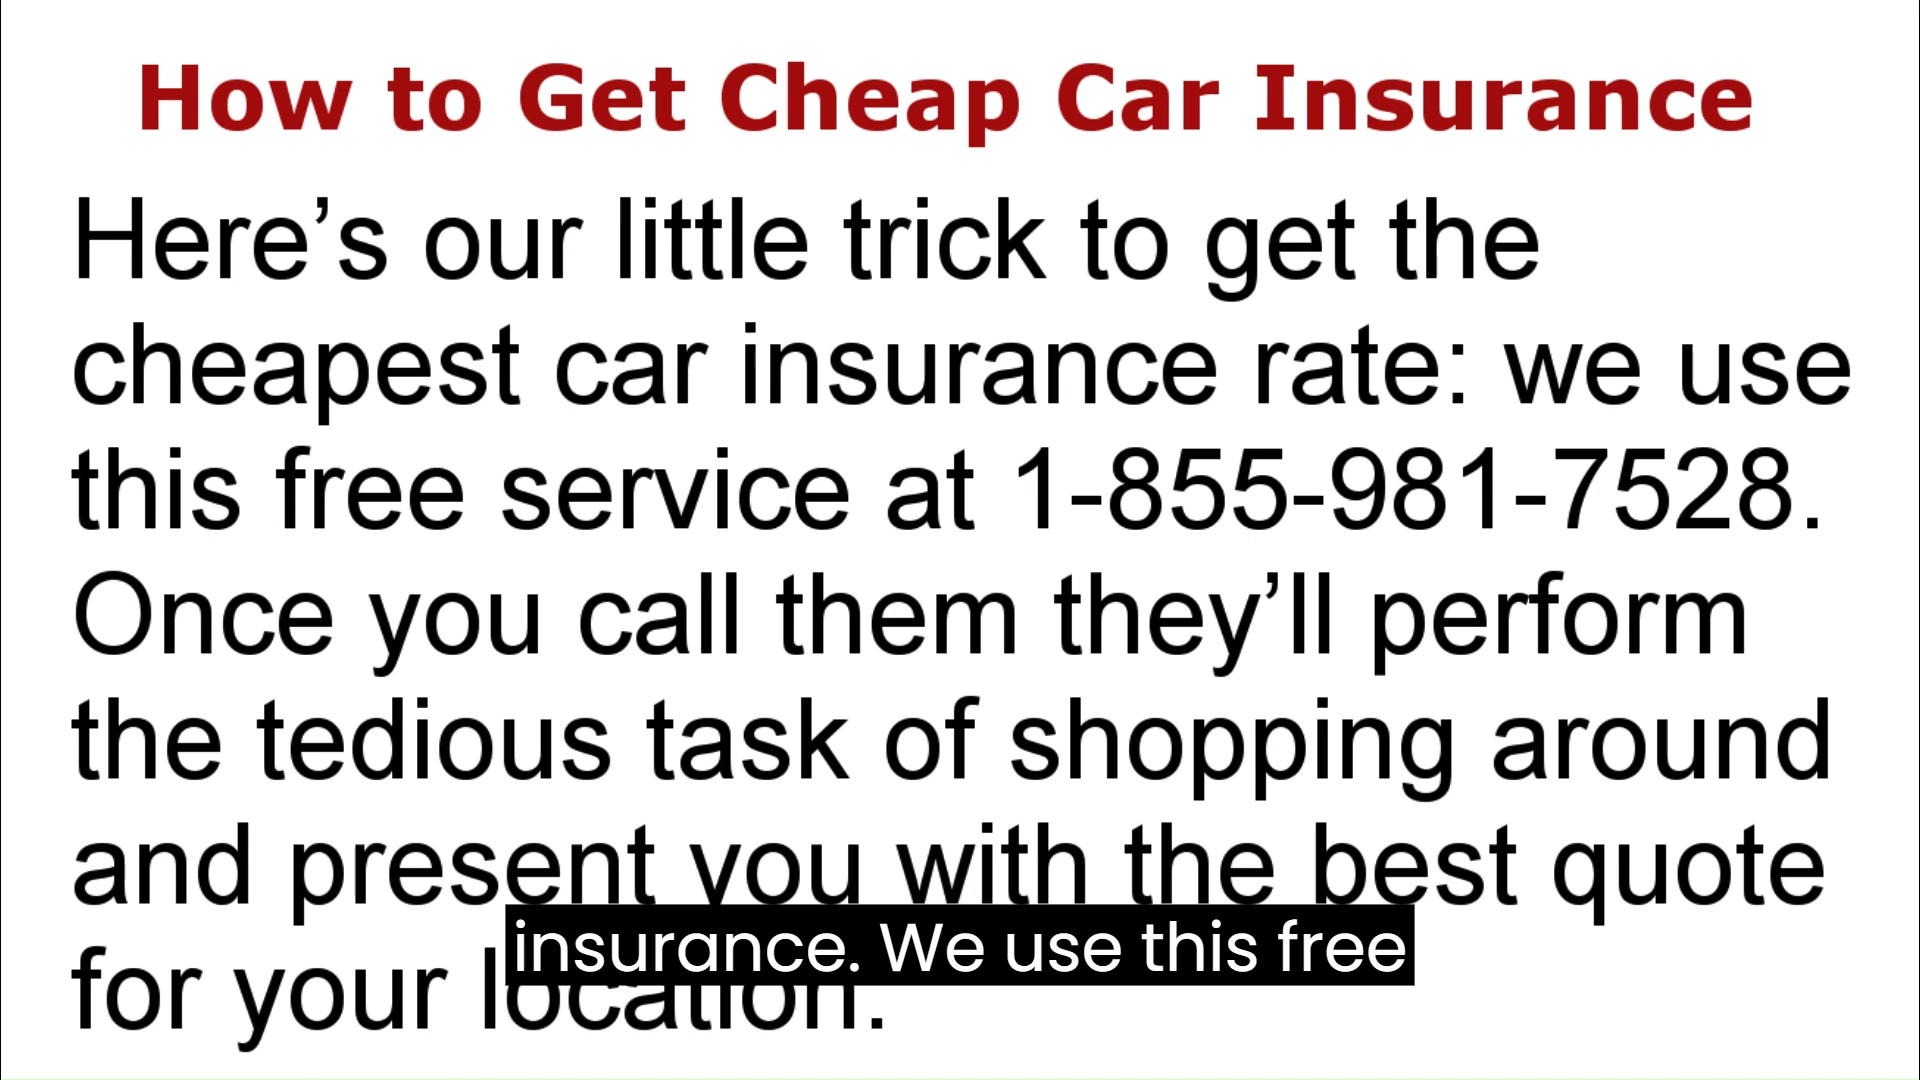 How to Get Cheap Car Insurance
Here’s our little trick to get the
cheapest car insurance rate: we use
this free service at 1-855-981-7528.
Once you call them they’ll perform
the tedious task of shopping around
and present you with the best quote
for your location.
insurance. We use this free